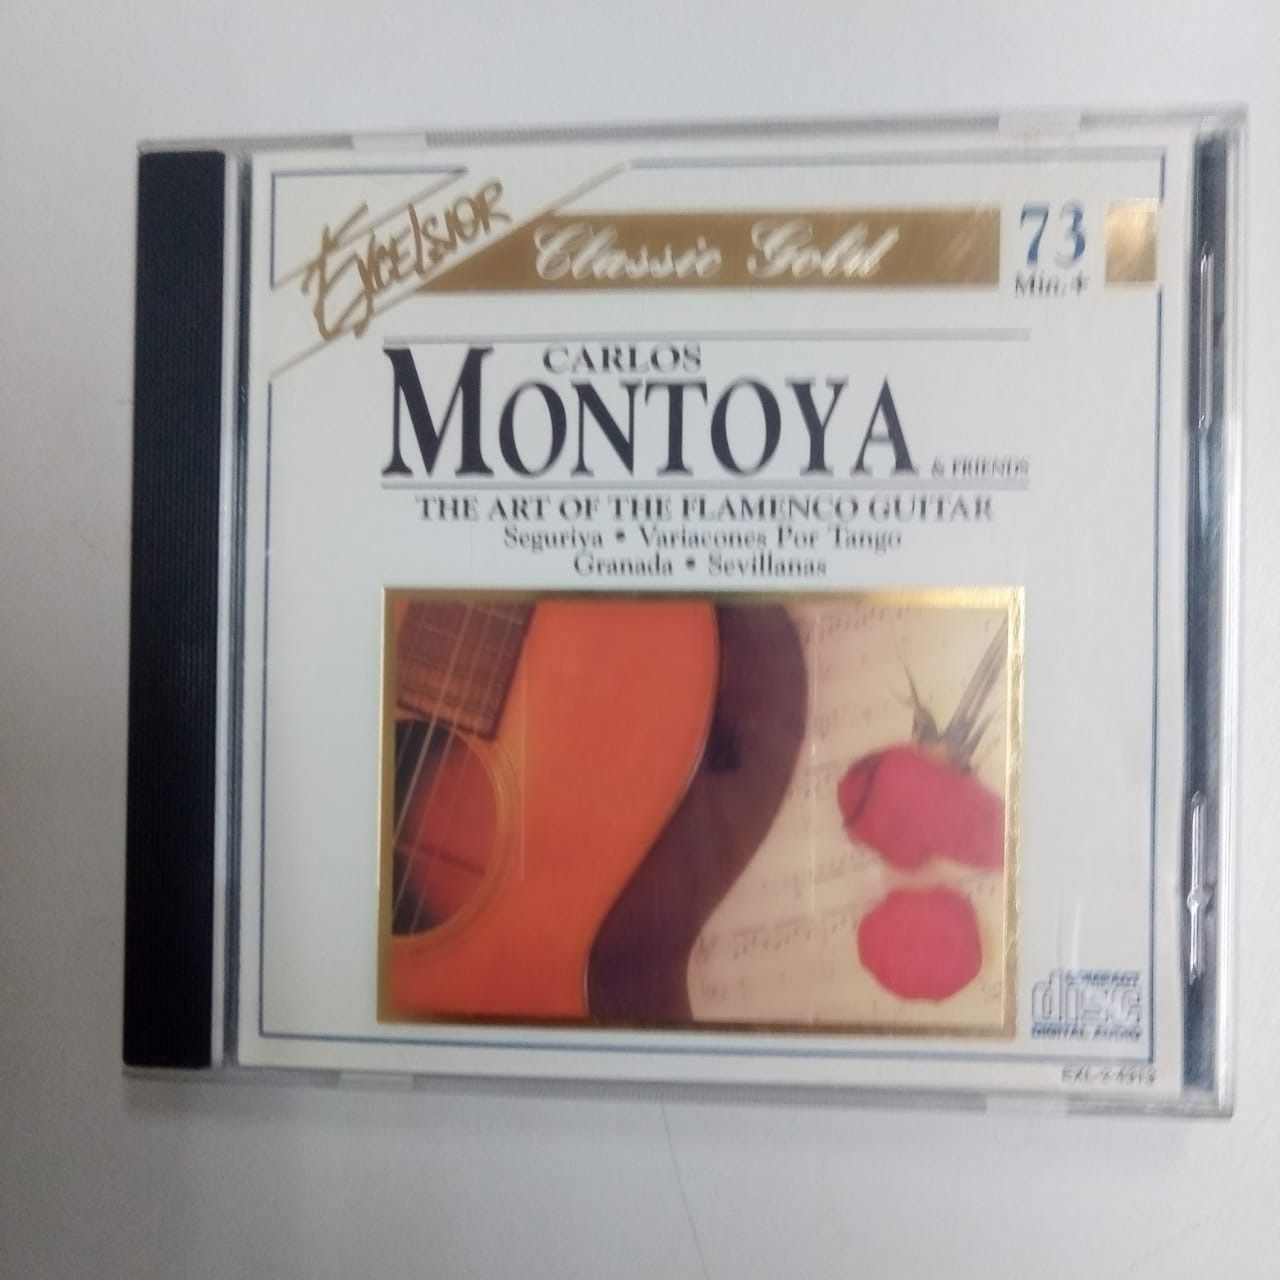 EXCELSIOR
Classic Gold
73
Min.+
CARLOS
MONTOYA
& FRIENDS
THE ART OF THE FLAMENCO GUITAR
Seguriya • Variacones Por Tango
Granada • Sevillanas
COMPACT
disc
DIGITAL AUDIO